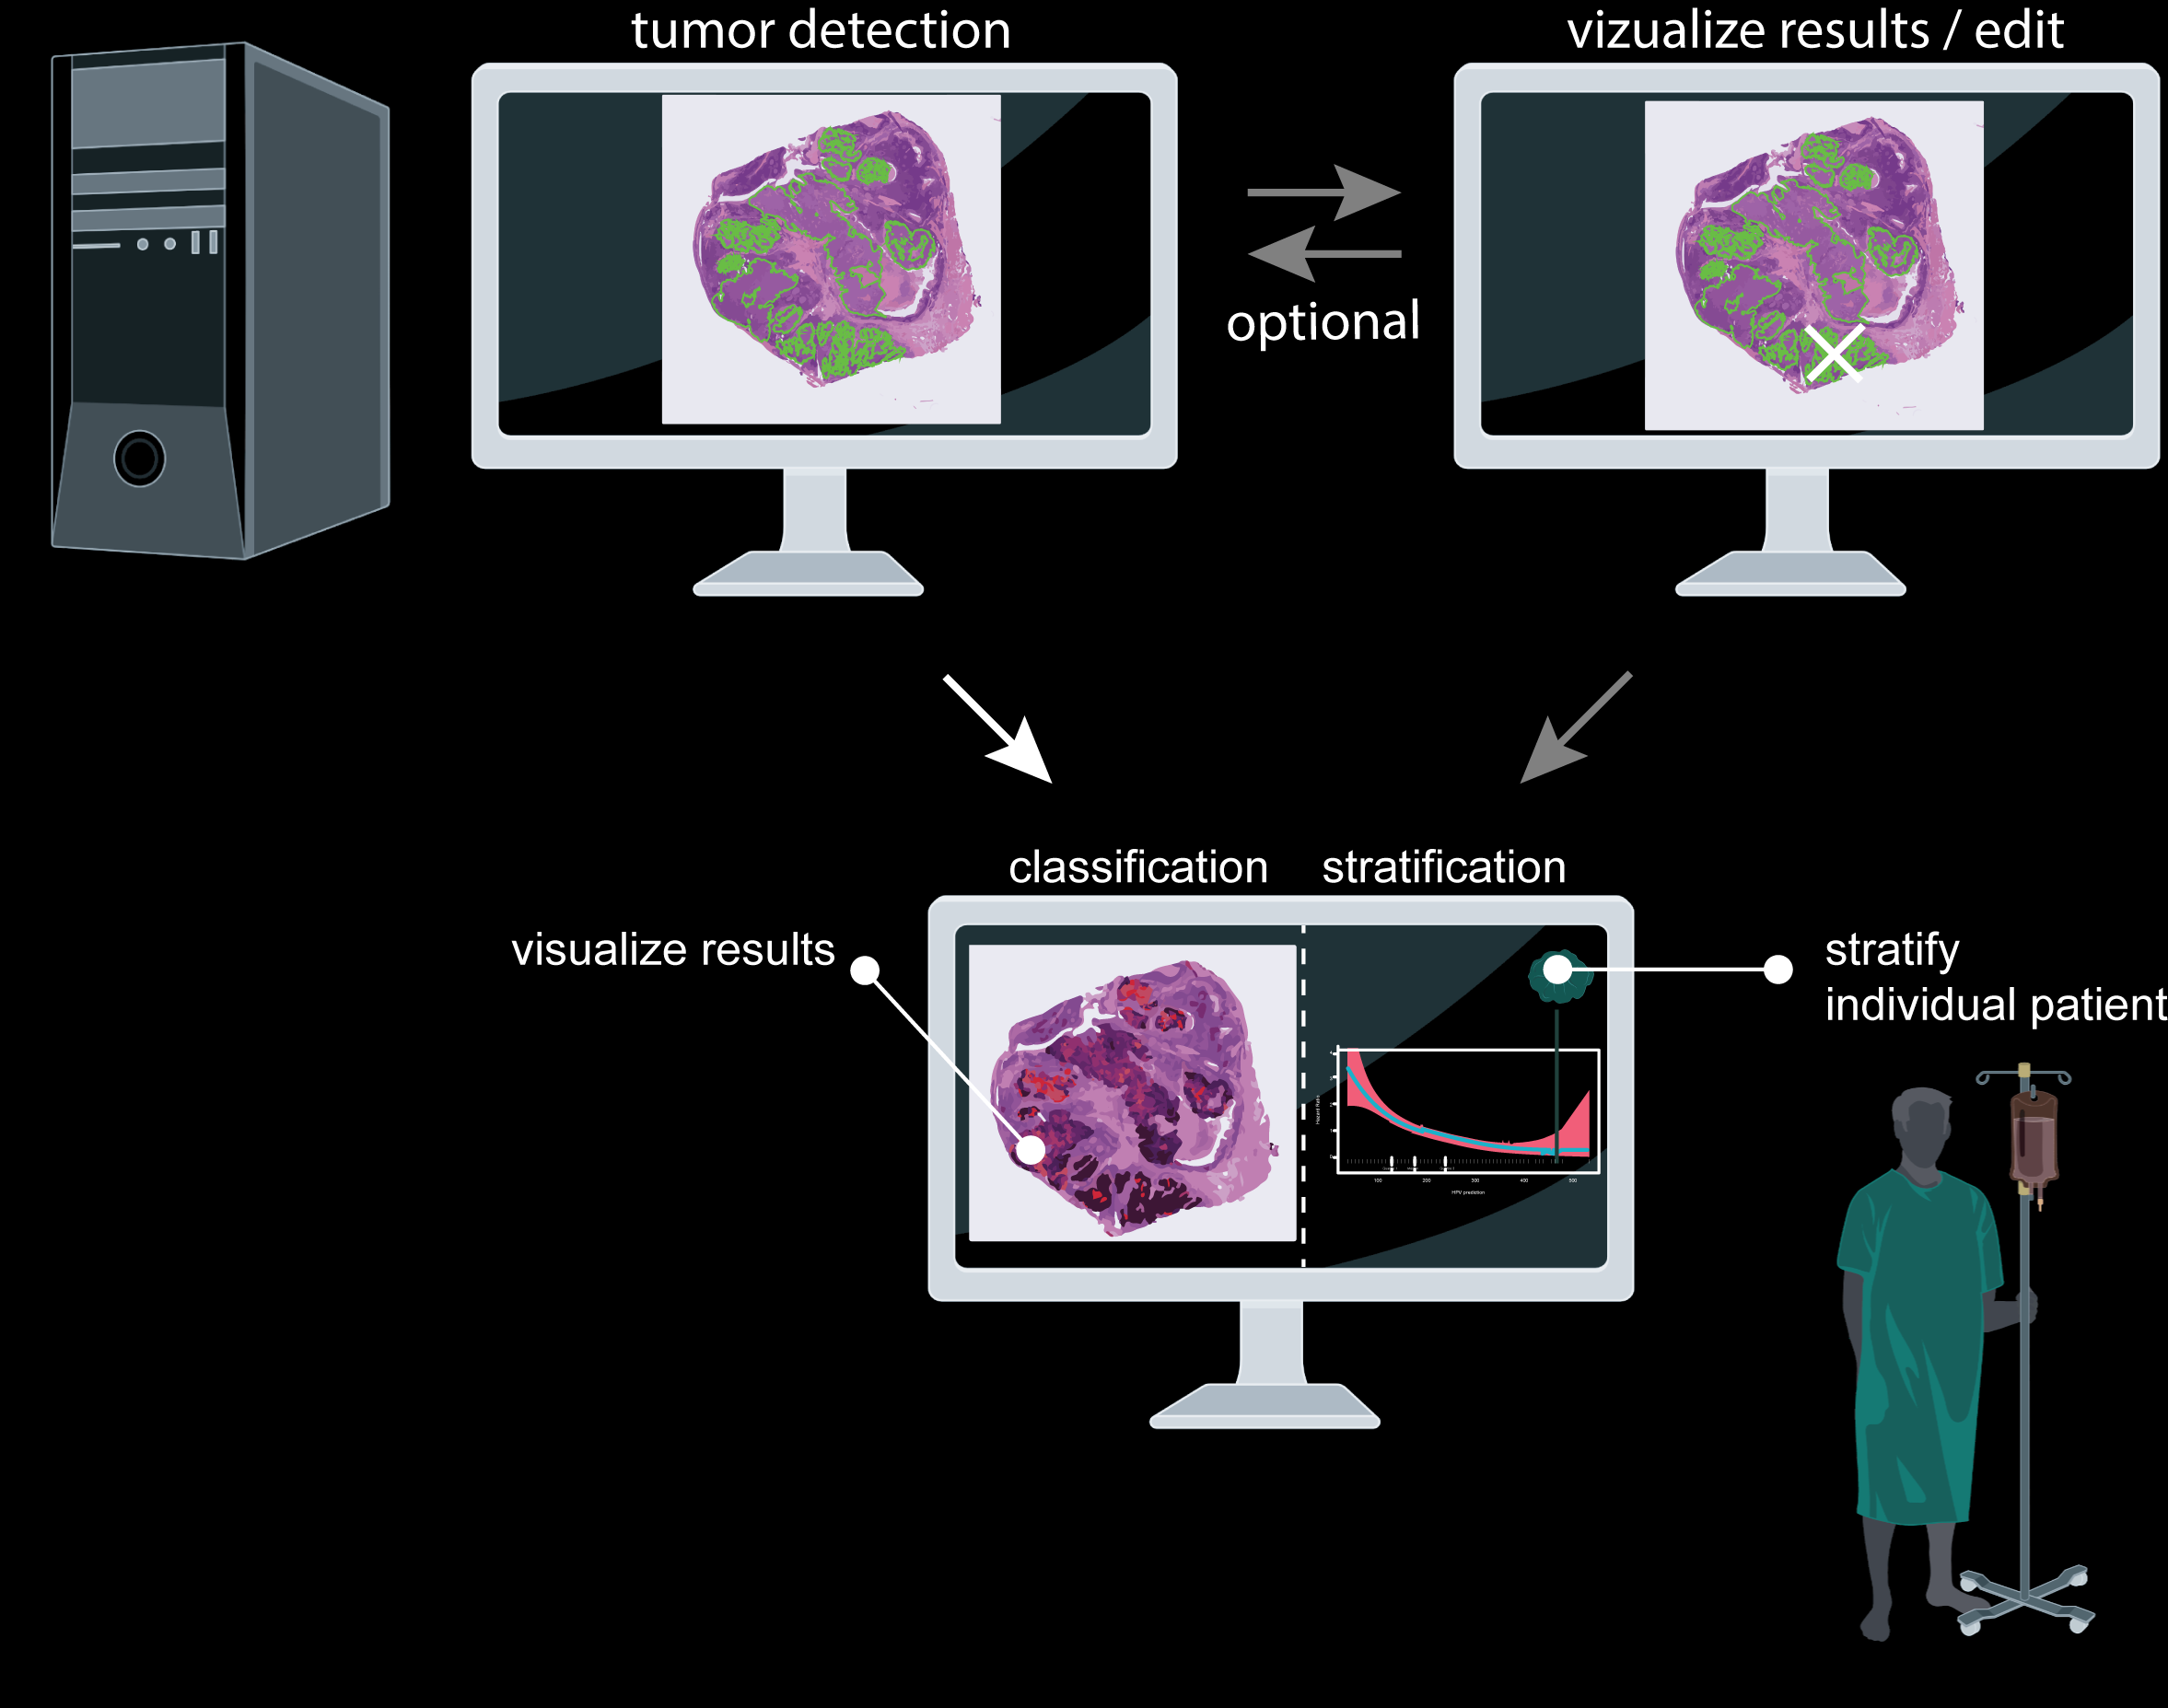 tumor detection
vizualize results / edit
optional
classification
stratification
visualize results
stratify
individual patient
Hazard Ratio
100
200
300
400
500
HPV prediction